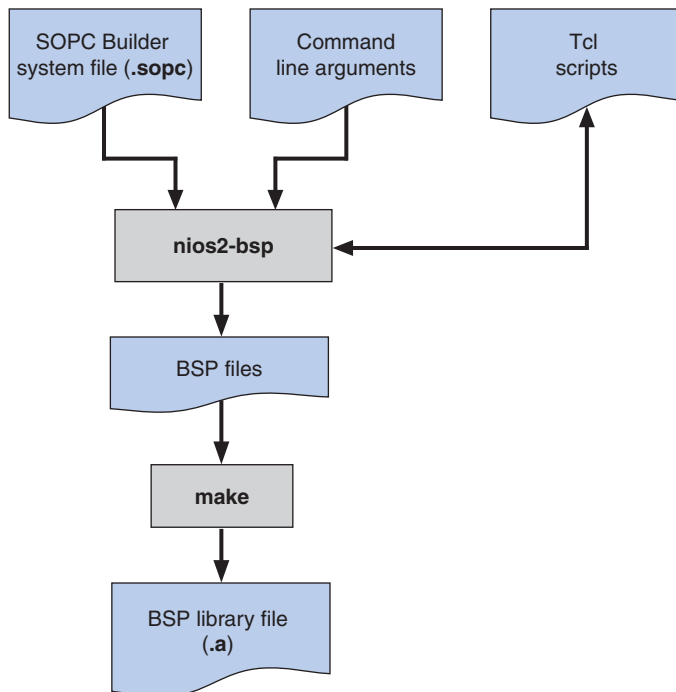 SOPC Builder
system file (.sopc)
Command
line arguments
Tcl
scripts
nios2-bsp
BSP files
make
BSP library file
(.a)